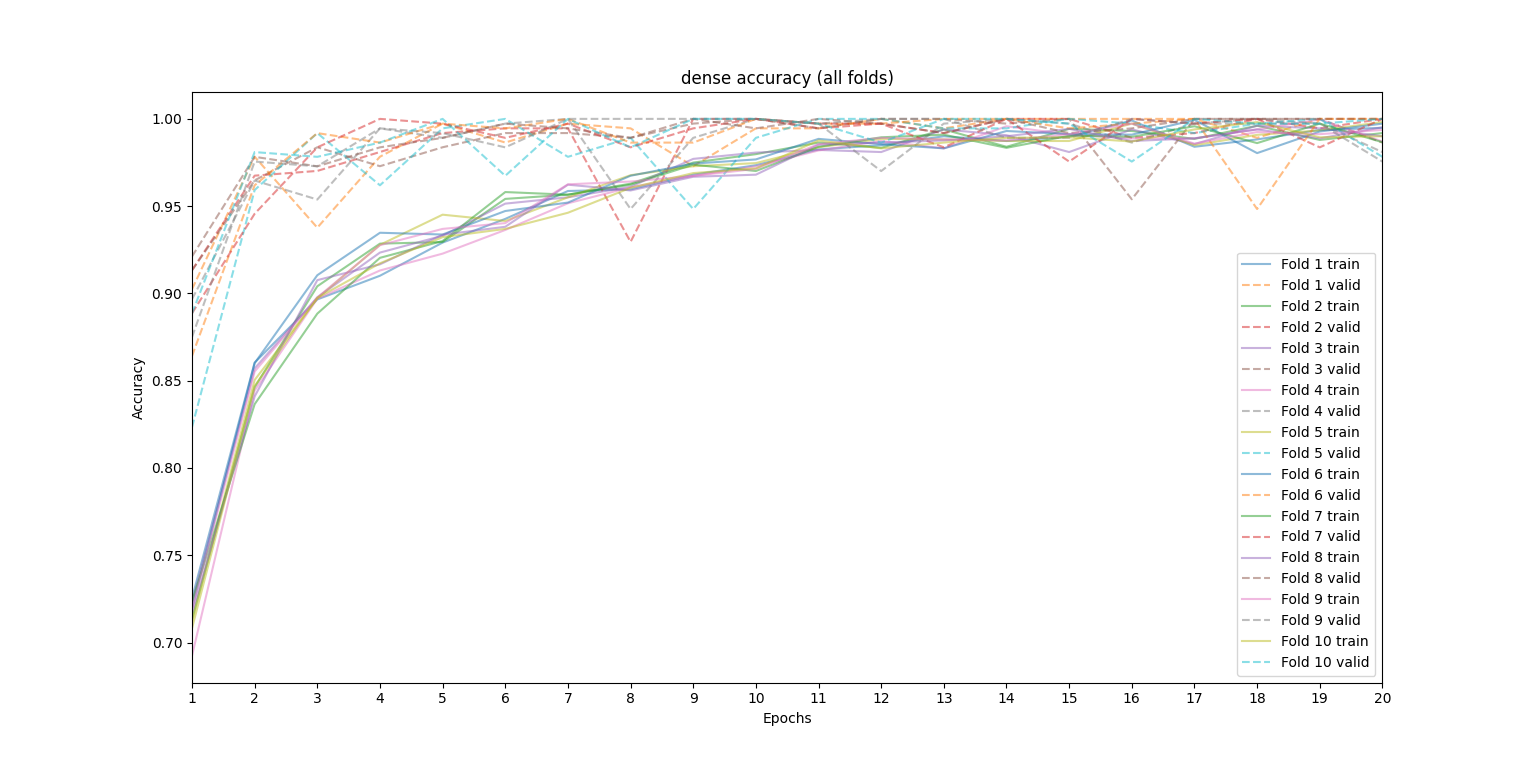 dense accuracy (all folds)
Accuracy
1.00
0.95
0.90
0.85
0.80
0.75
0.70
Fold 1 train
Fold 1 valid
Fold 2 train
Fold 2 valid
Fold 3 train
Fold 3 valid
Fold 4 train
Fold 4 valid
Fold 5 train
Fold 5 valid
Fold 6 train
Fold 6 valid
Fold 7 train
Fold 7 valid
Fold 8 train
Fold 8 valid
Fold 9 train
Fold 9 valid
Fold 10 train
Fold 10 valid
1 2 3 4 5 6 7 8 9 10 11 12 13 14 15 16 17 18 19 20
Epochs